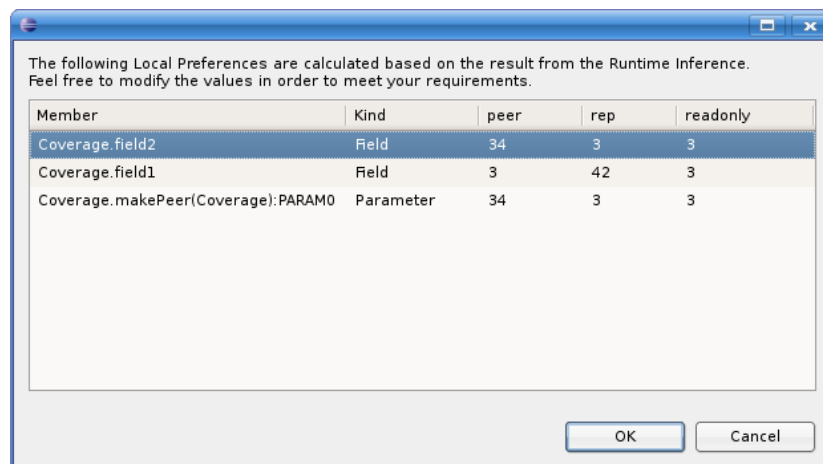 The following Local Preferences are calculated based on the result from the Runtime Inference.
Feel free to modify the values in order to meet your requirements.
Member Kind peer rep readonly
Coverage.field2 Field 34 3 3
Coverage.field1 Field 3 42 3
Coverage.makePeer(Coverage):PARAM0 Parameter 34 3 3
OK Cancel